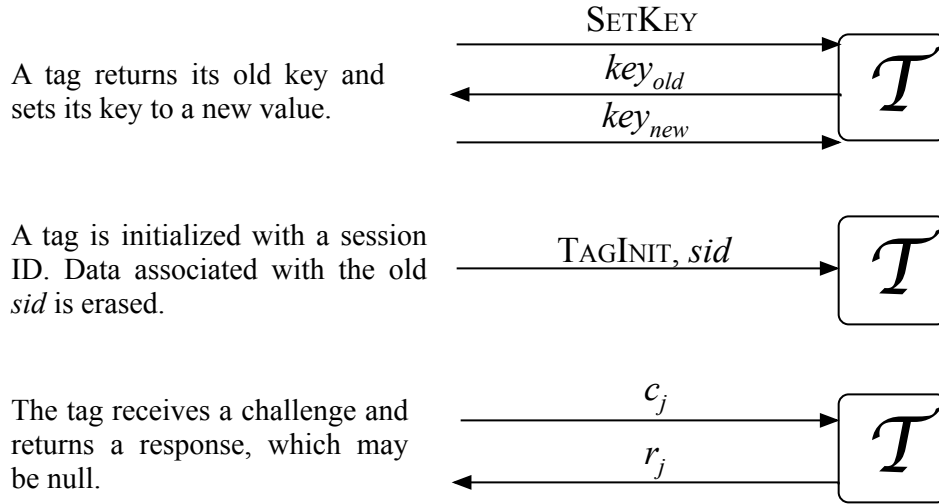 SETKEY
A tag returns its old key and
sets its key to a new value.
key_old
key_new
T
A tag is initialized with a session
ID. Data associated with the old
sid is erased.
TAGINIT, sid
T
The tag receives a challenge and
returns a response, which may
be null.
c_j
r_j
T